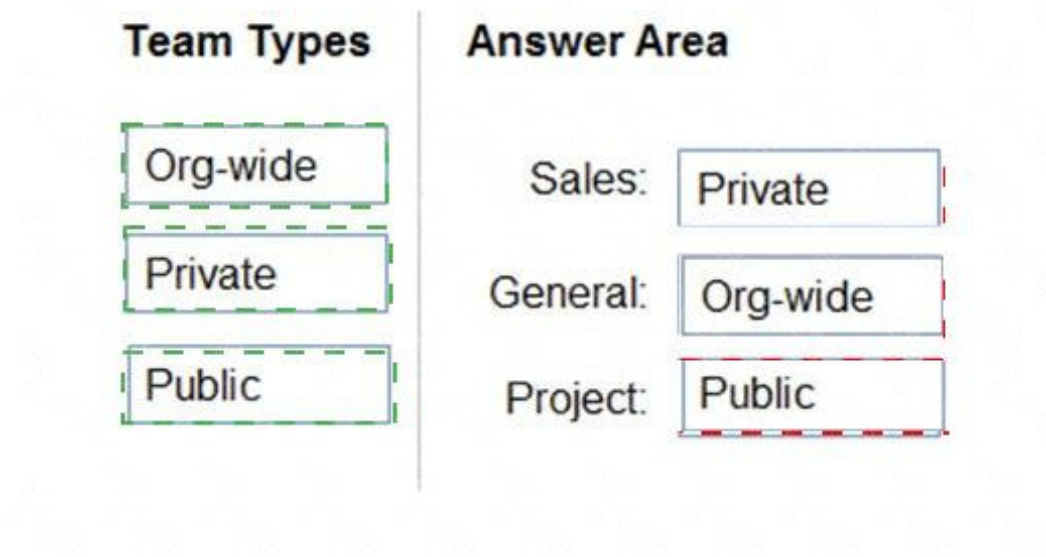 Team Types
Org-wide
Private
Public
Answer Area
Sales: Private
General: Org-wide
Project: Public